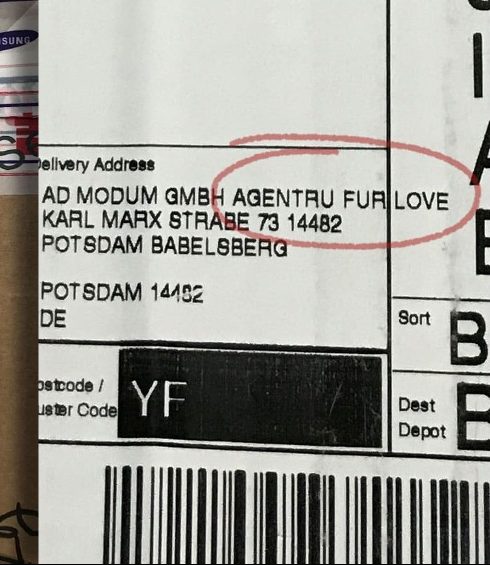 SUNG
elivery Address
AD MODUM GMBH AGENTRU FUR LOVE
KARL MARX STRABE 73 14482
POTSDAM BABELSBERG
POTSDAM 14482
DE
Sort
B
ostcode /
uster Code
YF
Dest
Depot
B